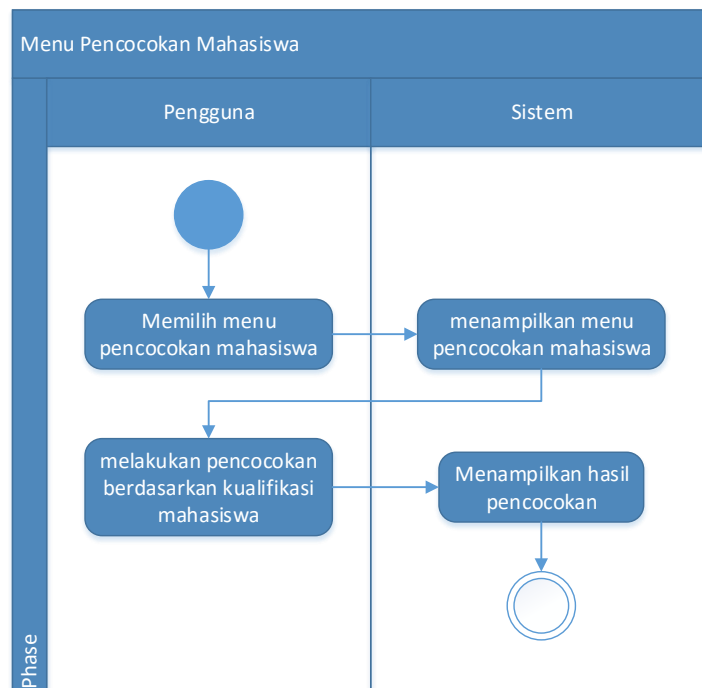 Menu Pencocokan Mahasiswa
Pengguna
Sistem
Memilih menu
pencocokan mahasiswa
menampilkan menu
pencocokan mahasiswa
melakukan pencocokan
berdasarkan kualifikasi
mahasiswa
Menampilkan hasil
pencocokan
Phase